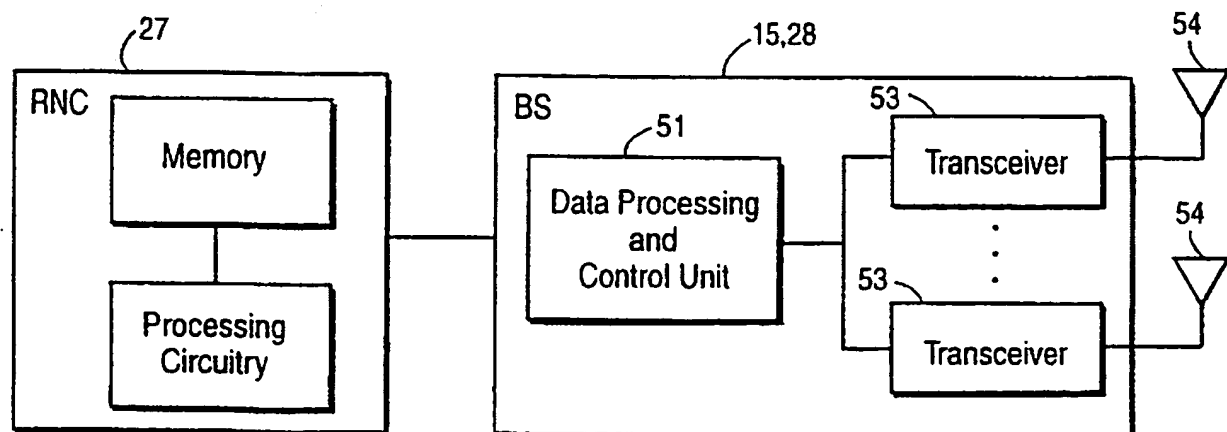 27
15,28
54
RNC
Memory
Processing
Circuitry
BS
51
Data Processing
and
Control Unit
53
Transceiver
53
Transceiver
54